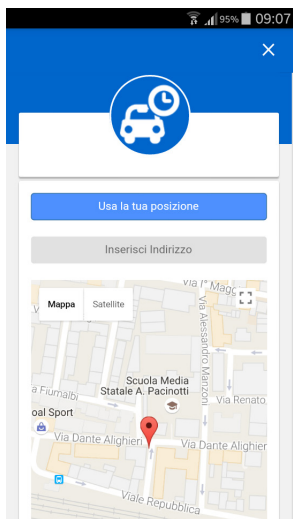 95% 09:07
Usa la tua posizione
Inserisci Indirizzo
Via I° Magg
Mappa Satellite
Via Alessandro Manzoni
Scuola Media
Statale A. Pacinotti
a Fiumalbi
Via Renato
oal Sport
Via Dante Alighieri
Via Dante Alighier
Viale Repubblica